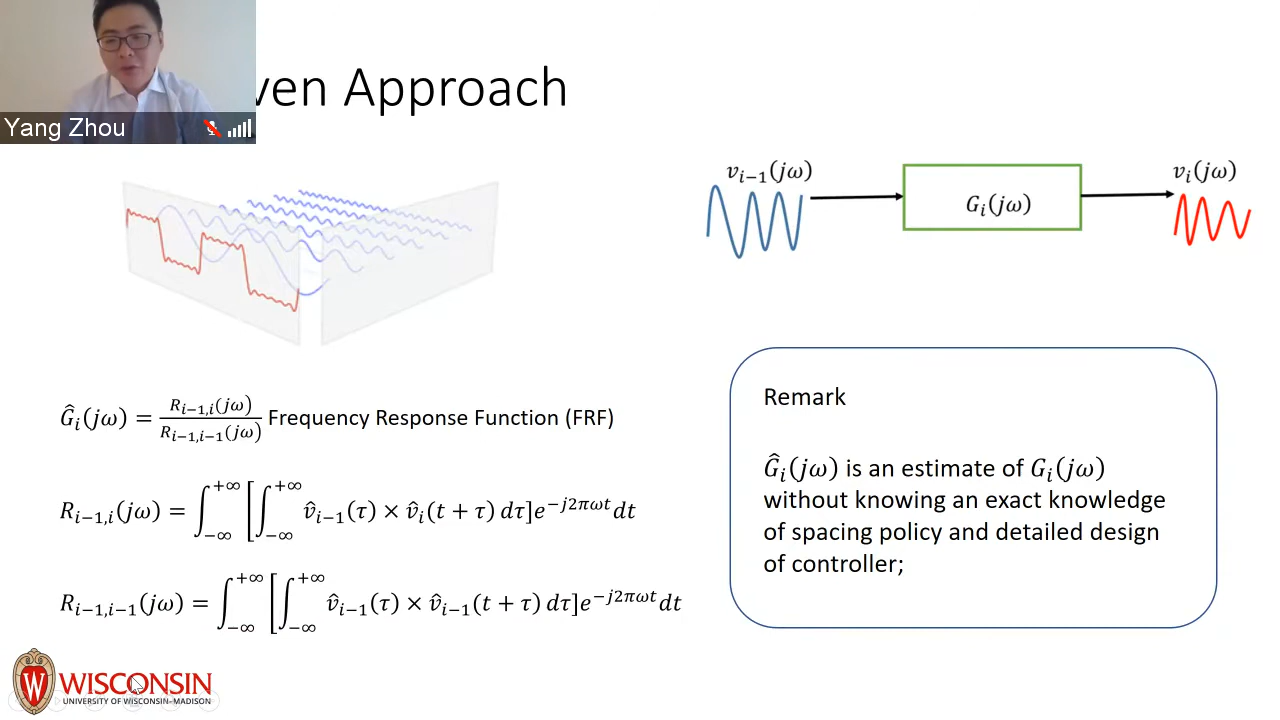 ven Approach
Yang Zhou
v_{i−1}(jω)
v_i(jω)
G_i(jω)
Ĝ_i(jω) = R_{i−1,i}(jω) / R_{i−1,i−1}(jω) Frequency Response Function (FRF)
R_{i−1,i}(jω) = ∫_{−∞}^{+∞} [∫_{−∞}^{+∞} v̂_{i−1}(τ) × v̂_i(t + τ) dτ]e^{−j2πωt}dt
R_{i−1,i−1}(jω) = ∫_{−∞}^{+∞} [∫_{−∞}^{+∞} v̂_{i−1}(τ) × v̂_{i−1}(t + τ) dτ]e^{−j2πωt}dt
Remark
Ĝ_i(jω) is an estimate of G_i(jω)
without knowing an exact knowledge
of spacing policy and detailed design
of controller;
W
WISCONSIN
UNIVERSITY OF WISCONSIN-MADISON